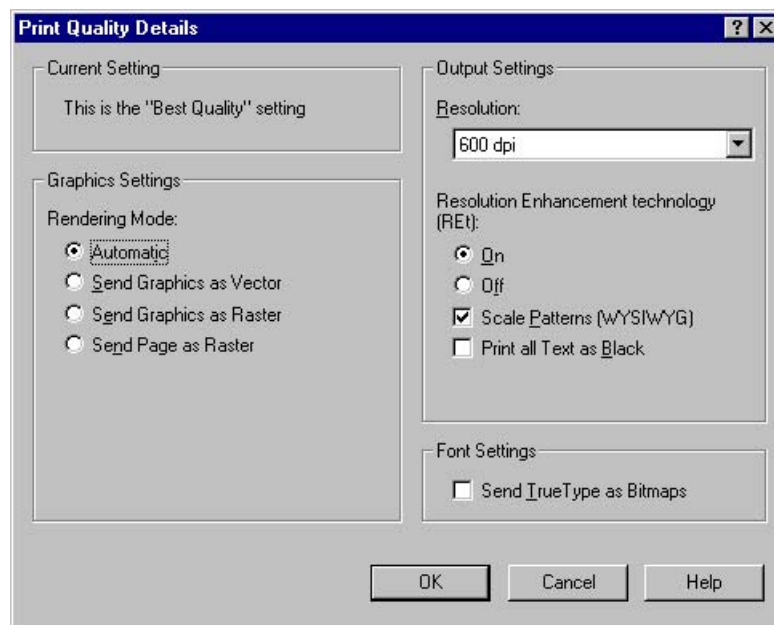 Print Quality Details
Current Setting
This is the "Best Quality" setting
Graphics Settings
Rendering Mode:
Automatic
Send Graphics as Vector
Send Graphics as Raster
Send Page as Raster
Output Settings
Resolution:
600 dpi
Resolution Enhancement technology
(REt):
On
Off
Scale Patterns (WYSIWYG)
Print all Text as Black
Font Settings
Send TrueType as Bitmaps
OK
Cancel
Help